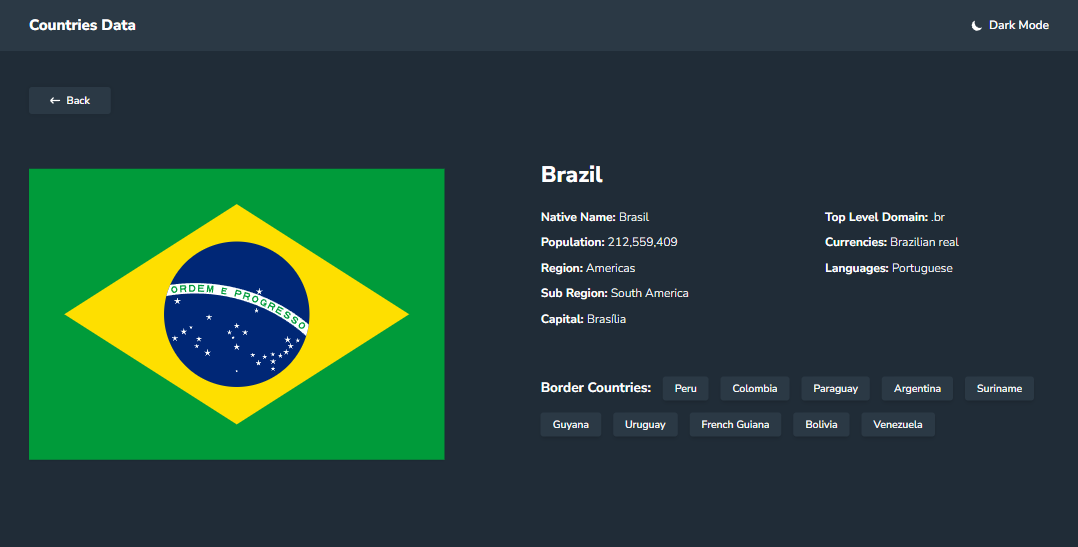 Countries Data
Dark Mode
← Back
ORDEM E PROGRESSO
Brazil
Native Name: Brasil
Population: 212,559,409
Region: Americas
Sub Region: South America
Capital: Brasília
Top Level Domain: .br
Currencies: Brazilian real
Languages: Portuguese
Border Countries: Peru Colombia Paraguay Argentina Suriname
Guyana Uruguay French Guiana Bolivia Venezuela